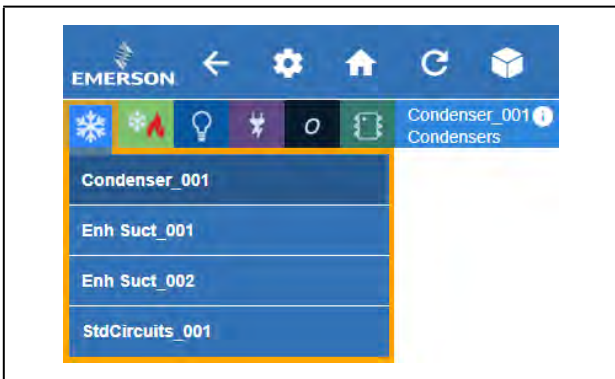 EMERSON
O
Condenser_001
Condensers
Condenser_001
Enh Suct_001
Enh Suct_002
StdCircuits_001